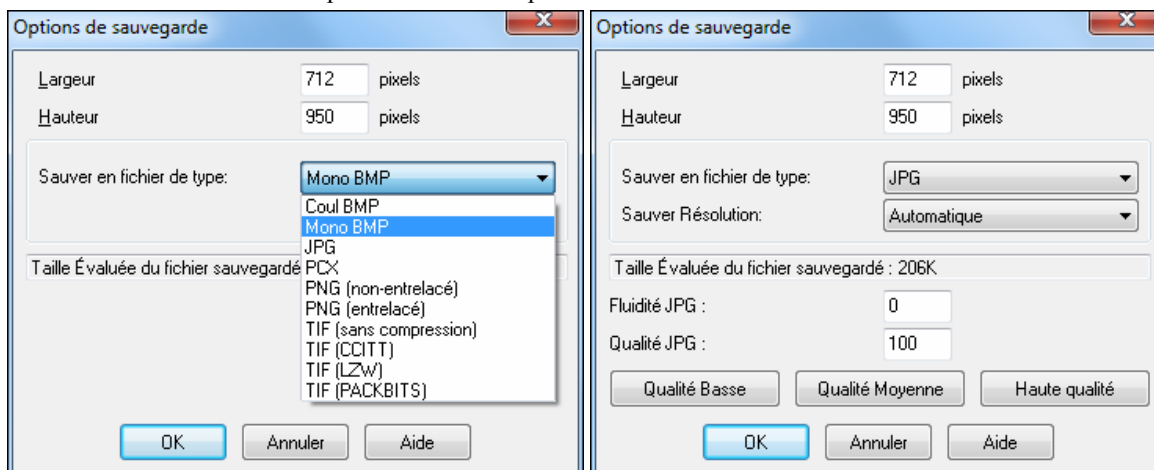 Options de sauvegarde
Largeur 712 pixels
Hauteur 950 pixels
Sauver en fichier de type: Mono BMP
Coul BMP
Mono BMP
JPG
Taille Évaluée du fichier sauvegardé
PCX
PNG (non-entrelacé)
PNG (entrelacé)
TIF (sans compression)
TIF (CCITT)
TIF (LZW)
TIF (PACKBITS)
OK Annuler Aide
Options de sauvegarde
Largeur 712 pixels
Hauteur 950 pixels
Sauver en fichier de type: JPG
Sauver Résolution: Automatique
Taille Évaluée du fichier sauvegardé : 206K
Fluidité JPG : 0
Qualité JPG : 100
Qualité Basse Qualité Moyenne Haute qualité
OK Annuler Aide